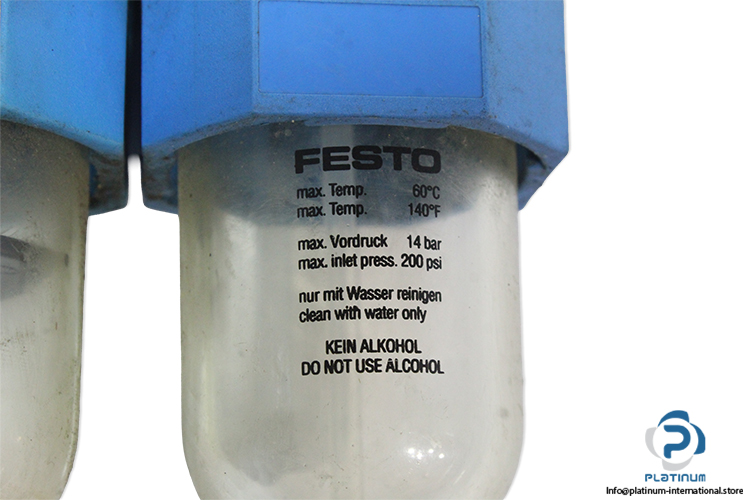 FESTO
max. Temp. 60°C
max. Temp. 140°F
max. Vordruck 14 bar
max. inlet press. 200 psi
nur mit Wasser reinigen
clean with water only
KEIN ALKOHOL
DO NOT USE ALCOHOL
PLATINUM
Info@platinum-international.store